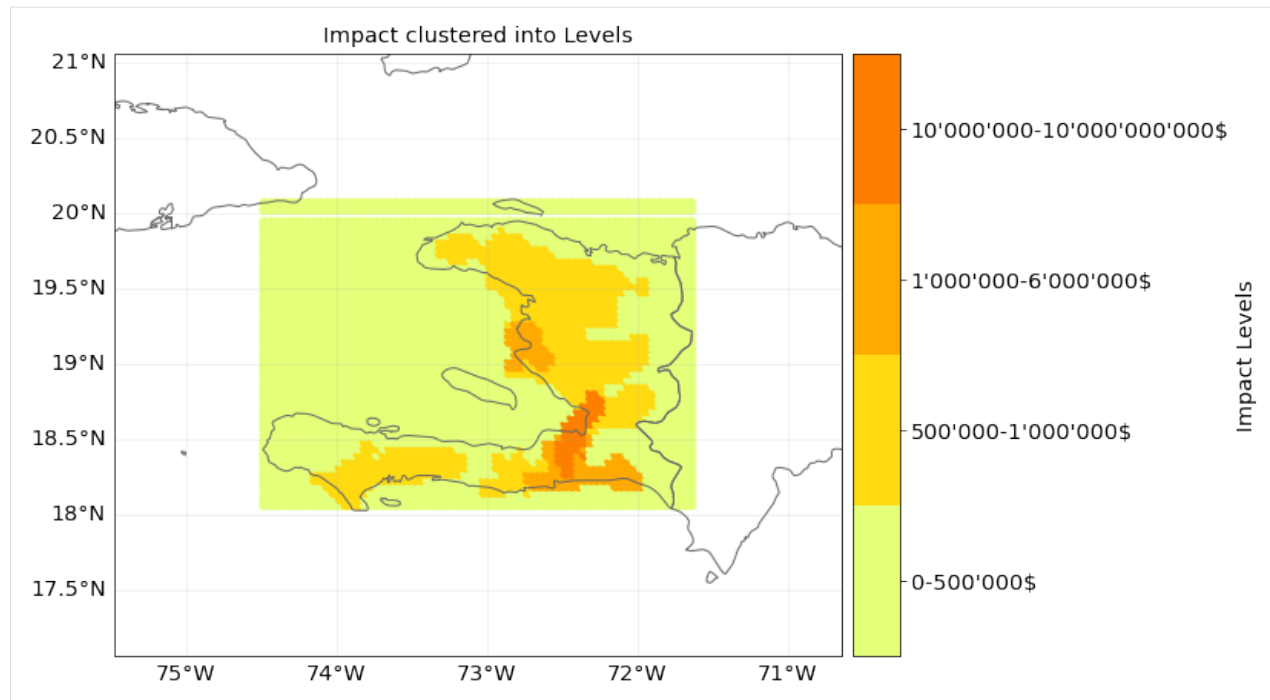 Impact clustered into Levels
21°N
20.5°N
20°N
19.5°N
19°N
18.5°N
18°N
17.5°N
75°W 74°W 73°W 72°W 71°W
10'000'000-10'000'000'000$
1'000'000-6'000'000$
500'000-1'000'000$
0-500'000$
Impact Levels